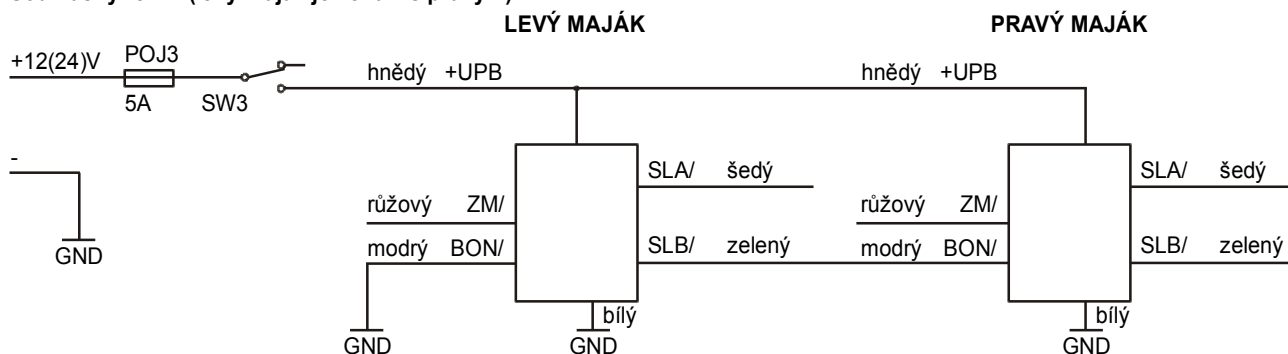 LEVÝ MAJÁK PRAVÝ MAJÁK
+12(24)V POJ3
5A SW3
hnědý +UPB hnědý +UPB
-
GND
SLA/ šedý SLA/ šedý
růžový ZM/ růžový ZM/
modrý BON/ SLB/ zelený modrý BON/ SLB/ zelený
bílý bílý
GND GND GND